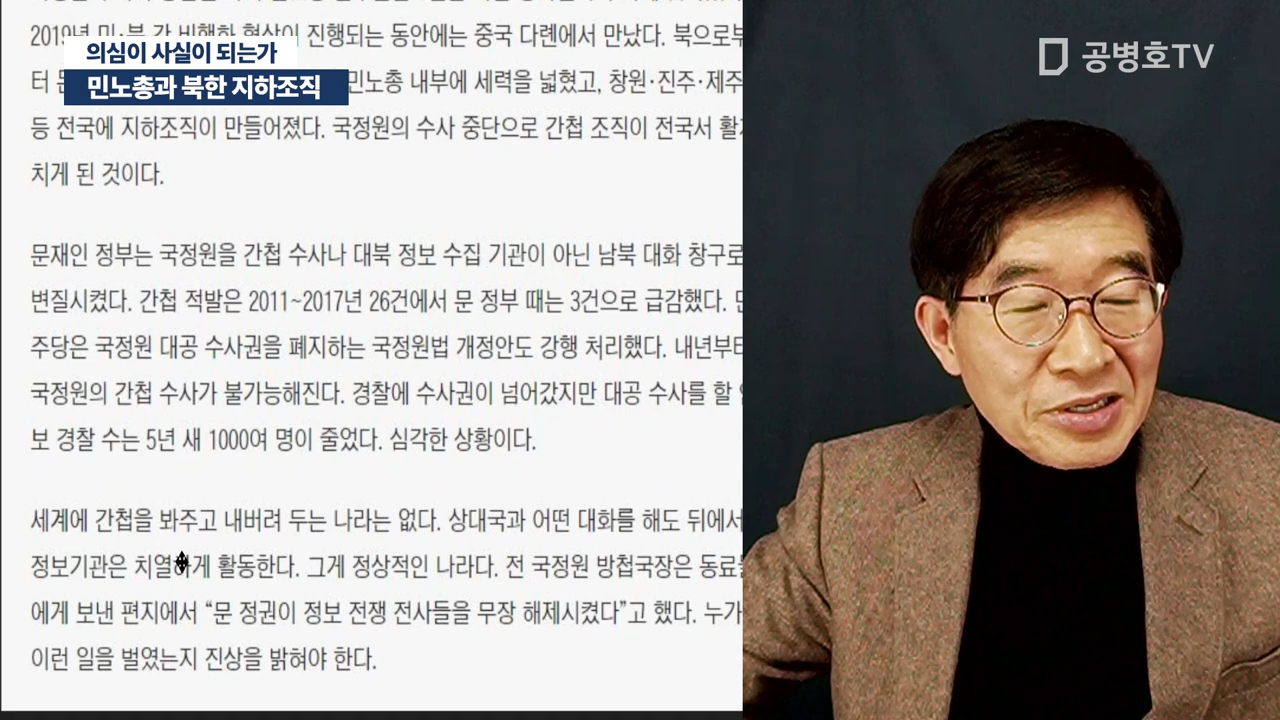 의심이 사실이 되는가
민노총과 북한 지하조직
공병호TV
2019년 미·북 간 비핵화 협상이 진행되는 동안에는 중국 다롄에서 만났다. 북으로부
터 민노총 내부에 세력을 넓혔고, 창원·진주·제주
등 전국에 지하조직이 만들어졌다. 국정원의 수사 중단으로 간첩 조직이 전국서
치게 된 것이다.
문재인 정부는 국정원을 간첩 수사나 대북 정보 수집 기관이 아닌 남북 대화 창구로
변질시켰다. 간첩 적발은 2011~2017년 26건에서 문 정부 때는 3건으로 급감했다.
주당은 국정원 대공 수사권을 폐지하는 국정원법 개정안도 강행 처리했다. 내년부터
국정원의 간첩 수사가 불가능해진다. 경찰에 수사권이 넘어갔지만 대공 수사를 할
보 경찰 수는 5년 새 1000여 명이 줄었다. 심각한 상황이다.
세계에 간첩을 봐주고 내버려 두는 나라는 없다. 상대국과 어떤 대화를 해도 뒤에서
정보기관은 치열하게 활동한다. 그게 정상적인 나라다. 전 국정원 방첩국장은 동료들
에게 보낸 편지에서 “문 정권이 정보 전쟁 전사들을 무장 해제시켰다”고 했다. 누가
이런 일을 벌였는지 진상을 밝혀야 한다.